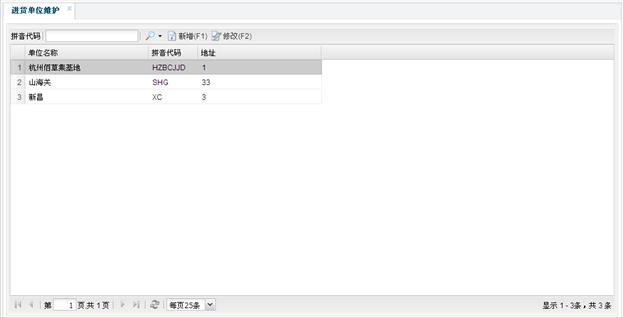 进货单位维护
拼音代码 新增(F1) 修改(F2)
单位名称 拼音代码 地址
1 杭州佰草集基地 HZBCJJD 1
2 山海关 SHG 33
3 新昌 XC 3
第 1 页,共 1 页 每页25条 显示 1 - 3条，共 3 条